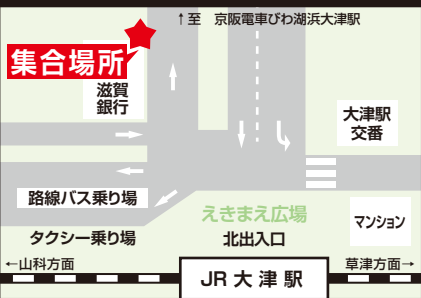 ↑至　京阪電車びわ湖浜大津駅
集合場所
滋賀
銀行
大津駅
交番
路線バス乗り場
えきまえ広場
マンション
タクシー乗り場
北出入口
←山科方面
草津方面→
JR大津駅